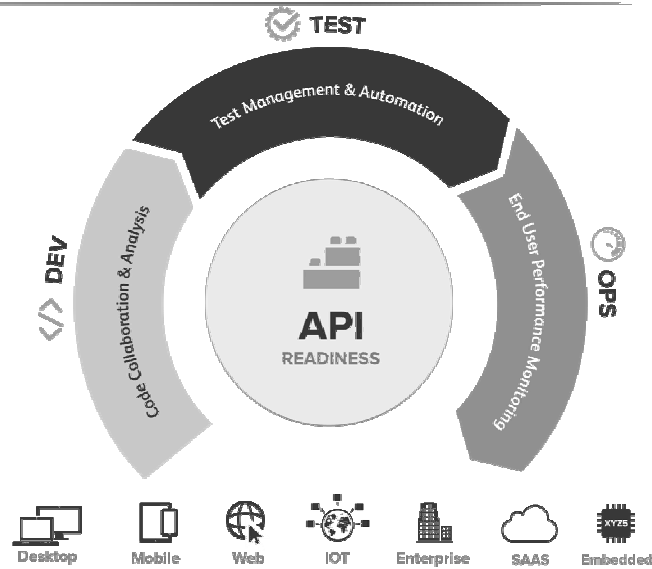 TEST
Test Management & Automation
DEV
Code Collaboration & Analysis
End User Performance Monitoring
OPS
API
READINESS
Desktop
Mobile
Web
IOT
Enterprise
SAAS
XYZ5
Embedded